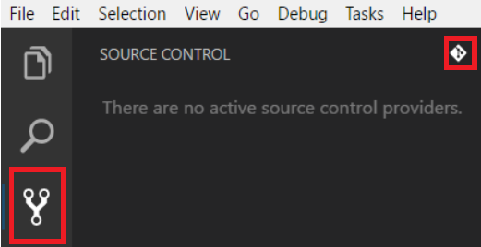 File Edit Selection View Go Debug Tasks Help
SOURCE CONTROL
There are no active source control providers.